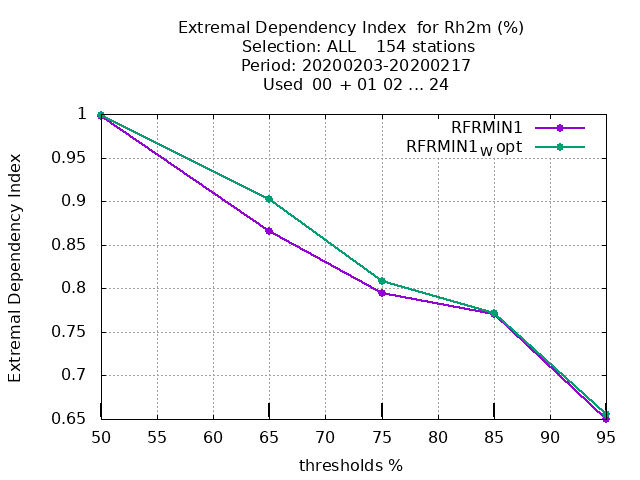 Extremal Dependency Index  for Rh2m (%)
Selection: ALL    154 stations
Period: 20200203-20200217
Used  00 + 01 02 ... 24
RFRMIN1
RFRMIN1W opt
Extremal Dependency Index
1
0.95
0.9
0.85
0.8
0.75
0.7
0.65
50 55 60 65 70 75 80 85 90 95
thresholds %